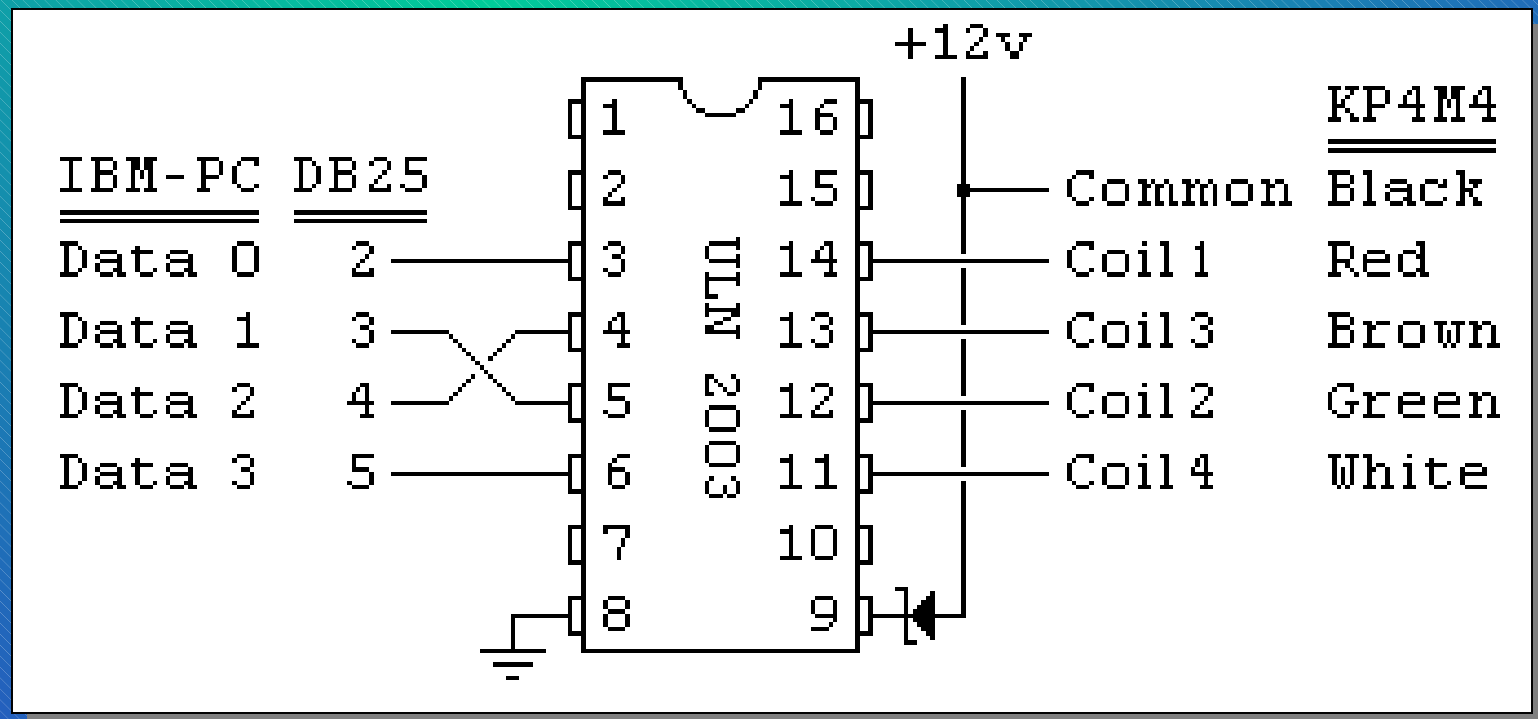 +12v
KP4M4
1 16
IBM-PC DB25
2 15 Common Black
Data 0 2 3 14 Coil 1 Red
Data 1 3 4 13 Coil 3 Brown
Data 2 4 5 12 Coil 2 Green
Data 3 5 6 11 Coil 4 White
7 10
8 9
ULN 2003